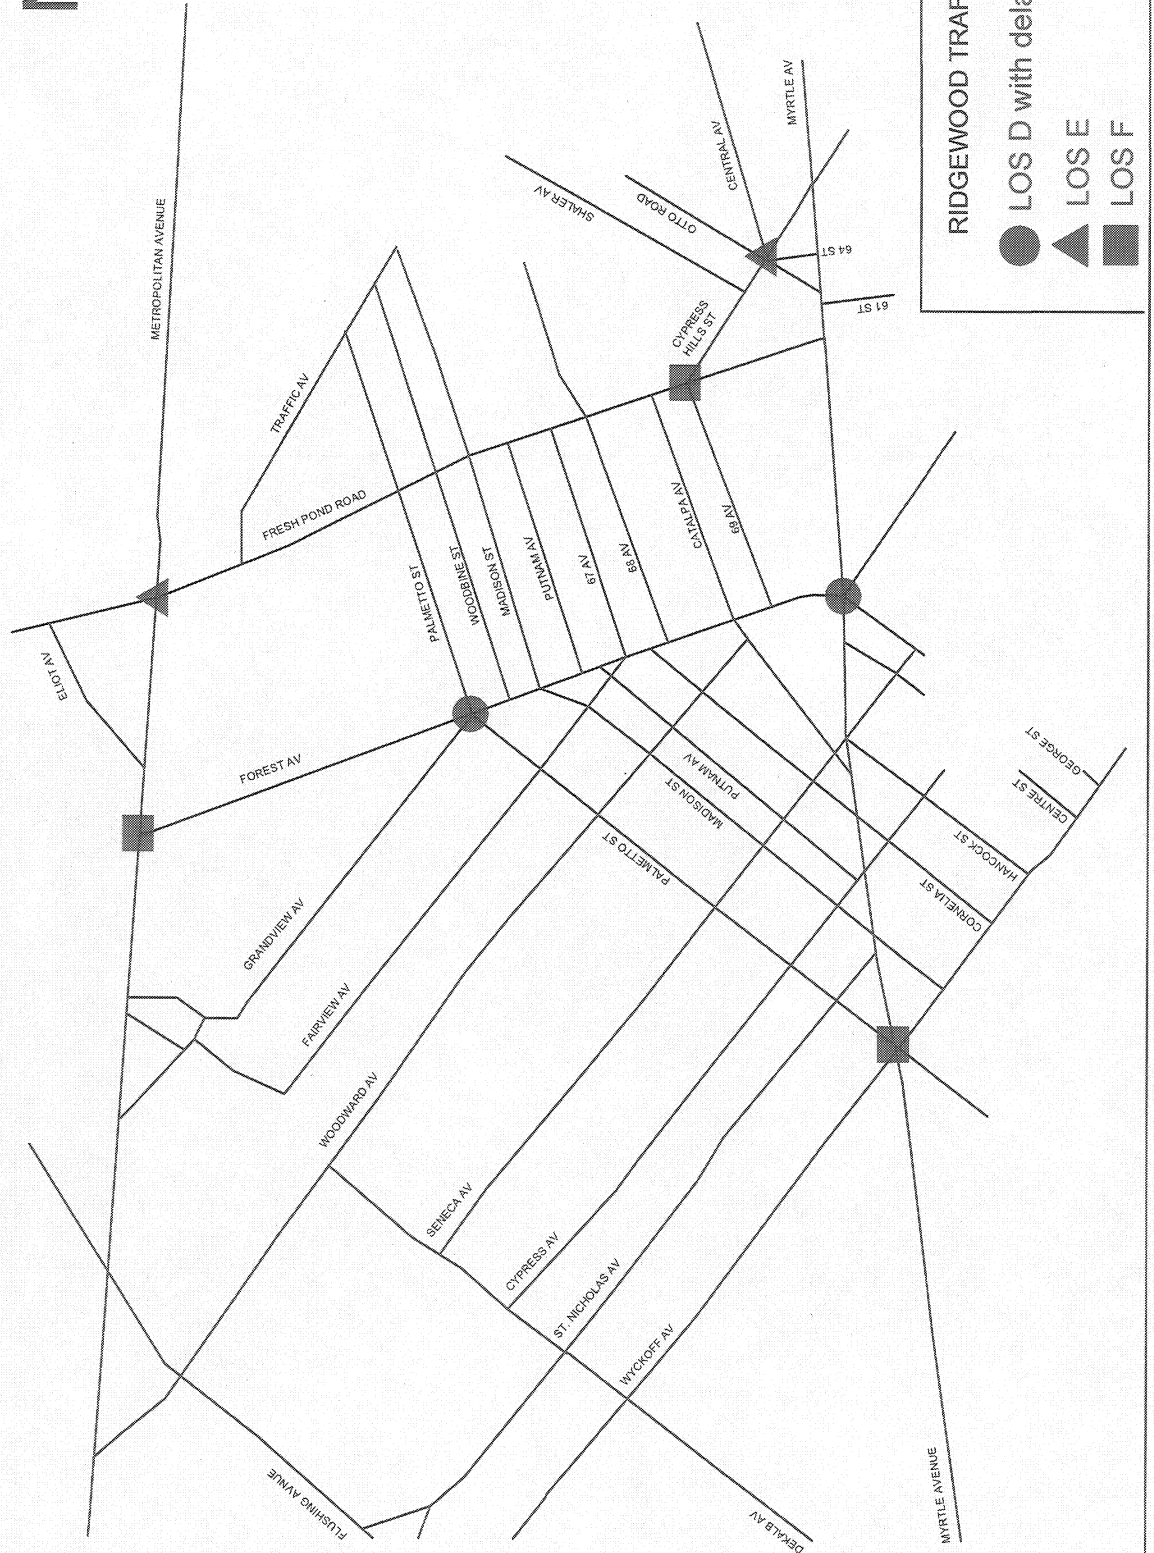 METROPOLITAN AVENUE
MYRTLE AV
CENTRAL AV
SHALER AV
OTTO ROAD
64 ST
61 ST
CYPRESS
HILLS ST
TRAFFIC AV
FRESH POND ROAD
ELIOT AV
FOREST AV
PALMETTO ST
WOODBINE ST
MADISON ST
PUTNAM AV
67 AV
68 AV
CATALPA AV
69 AV
GRANDVIEW AV
FAIRVIEW AV
WOODWARD AV
SENECA AV
CYPRESS AV
ST. NICHOLAS AV
WYCKOFF AV
PALMETTO ST
MADISON ST
PUTNAM AV
CORNELIA ST
HANCOCK ST
CENTRE ST
GEORGE ST
FLUSHING AVNUE
DEKALB AV
MYRTLE AVENUE
RIDGEWOOD TRAF
LOS D with dela
LOS E
LOS F